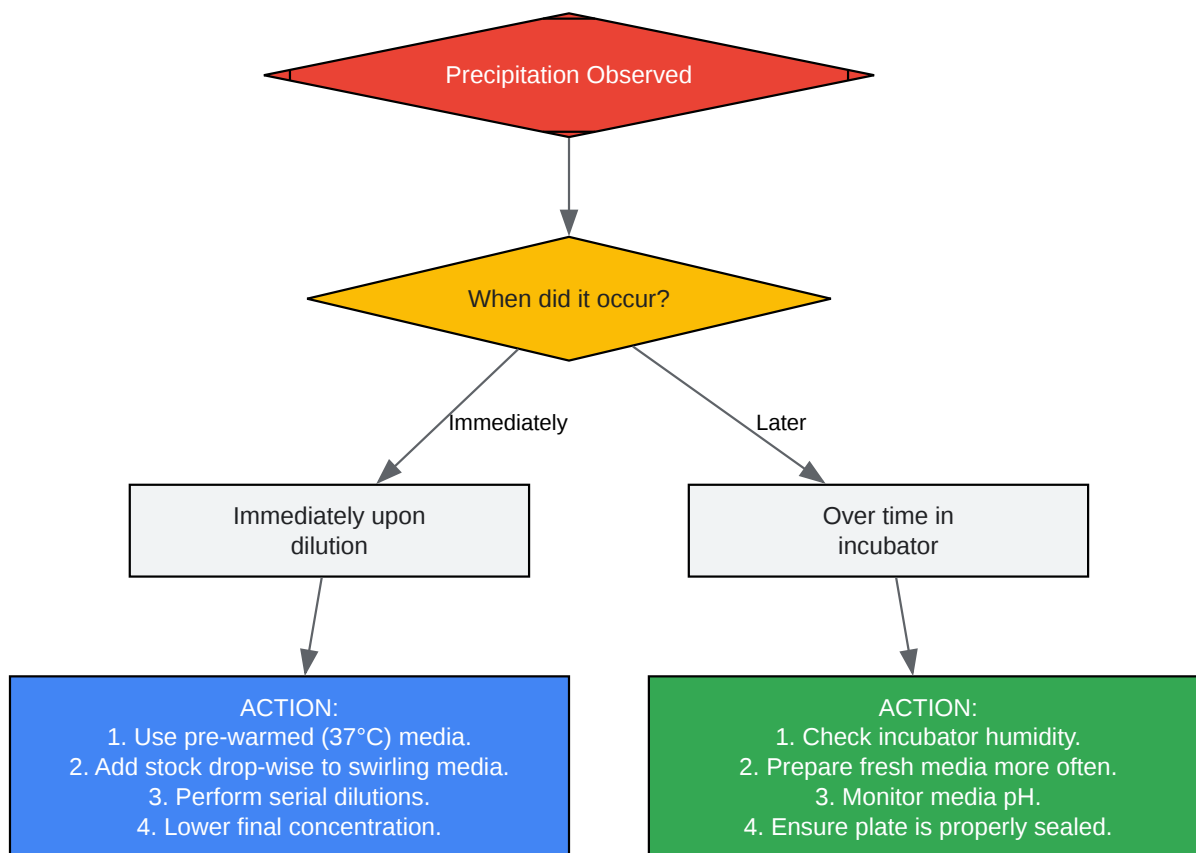 Precipitation Observed
When did it occur?
Immediately
Later
Immediately upon
dilution
Over time in
incubator
ACTION:
1. Use pre-warmed (37°C) media.
2. Add stock drop-wise to swirling media.
3. Perform serial dilutions.
4. Lower final concentration.
ACTION:
1. Check incubator humidity.
2. Prepare fresh media more often.
3. Monitor media pH.
4. Ensure plate is properly sealed.